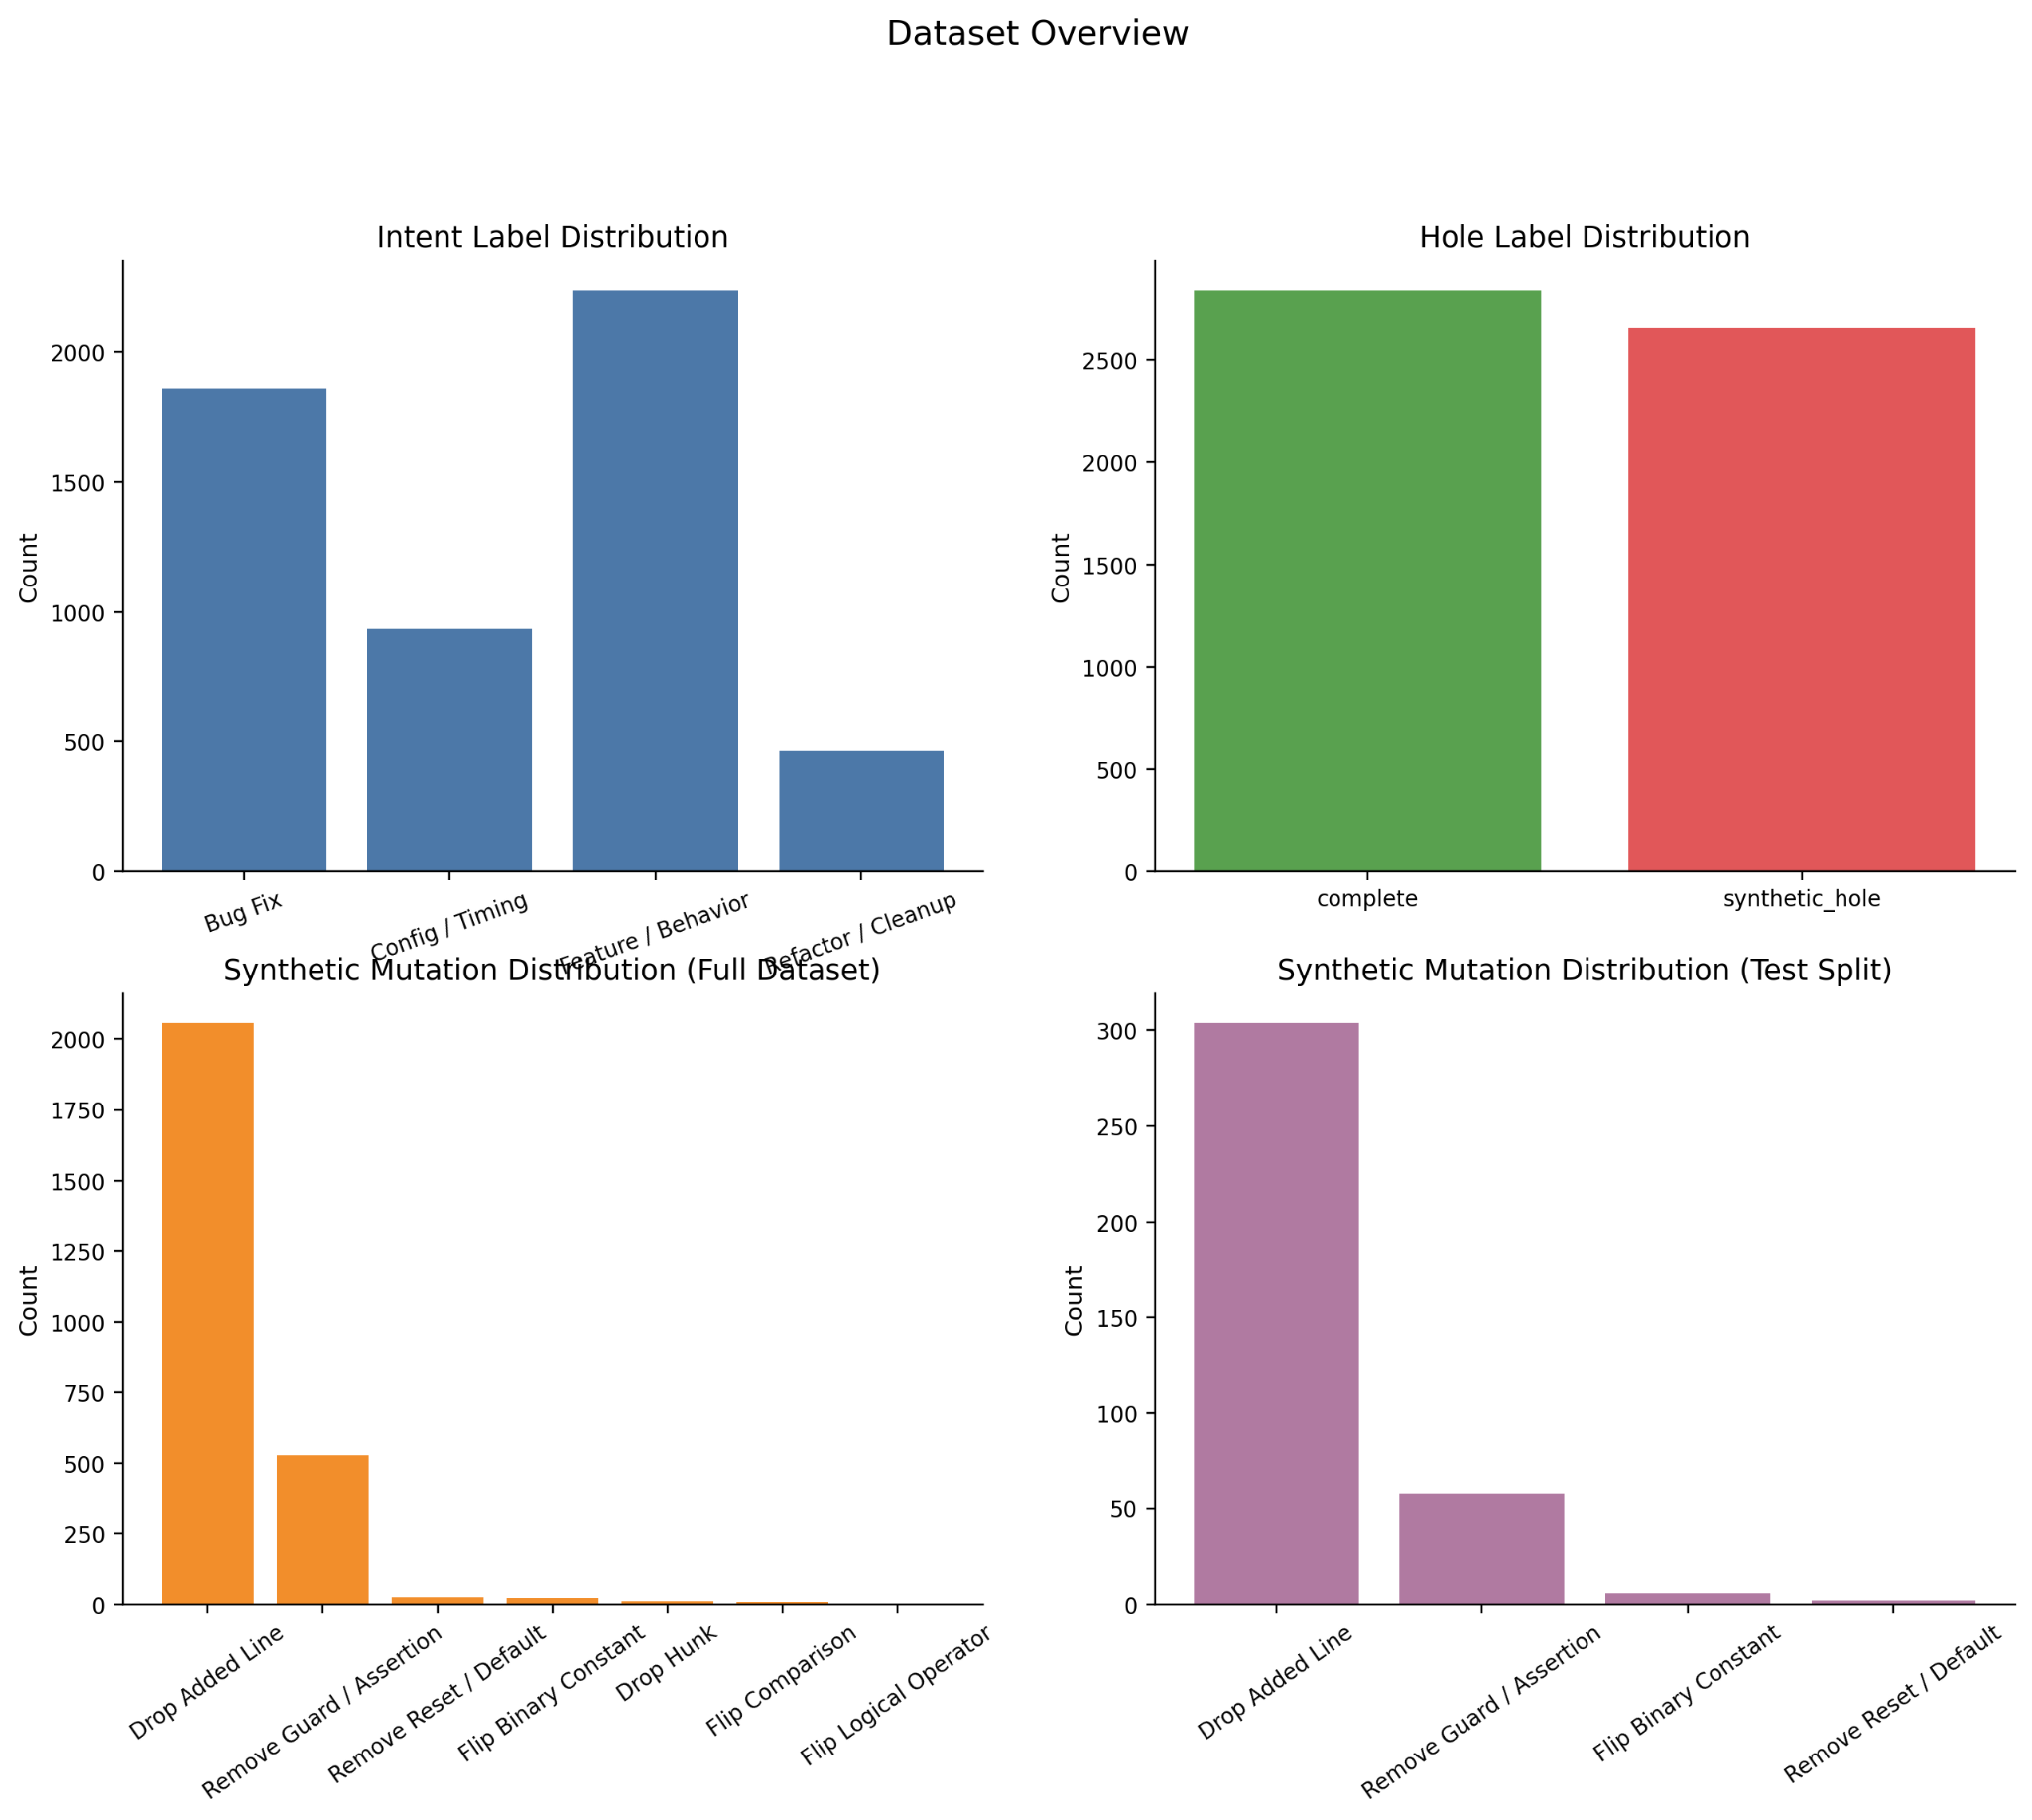 Dataset Overview
Intent Label Distribution
Count
2000
1500
1000
500
0
Bug Fix
Config / Timing
Feature / Behavior
Refactor / Cleanup
Hole Label Distribution
Count
2500
2000
1500
1000
500
0
complete
synthetic_hole
Synthetic Mutation Distribution (Full Dataset)
Count
2000
1750
1500
1250
1000
750
500
250
0
Drop Added Line
Remove Guard / Assertion
Remove Reset / Default
Flip Binary Constant
Drop Hunk
Flip Comparison
Flip Logical Operator
Synthetic Mutation Distribution (Test Split)
Count
300
250
200
150
100
50
0
Drop Added Line
Remove Guard / Assertion
Flip Binary Constant
Remove Reset / Default